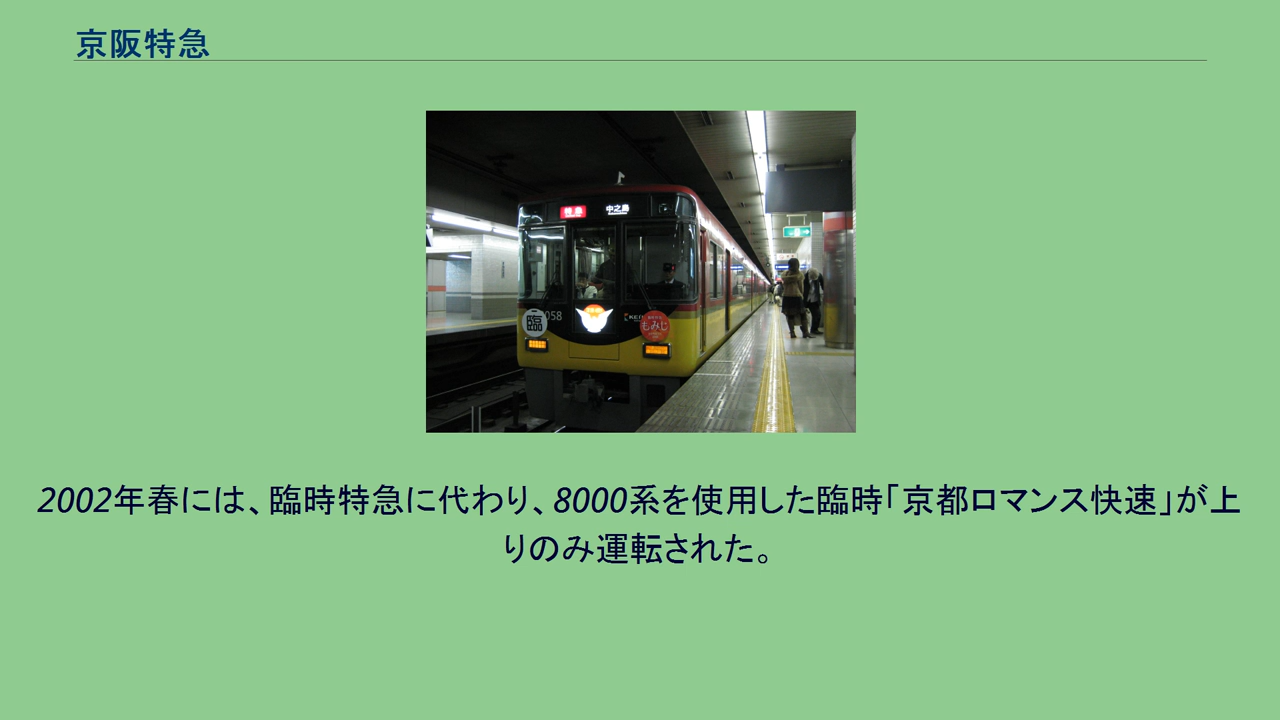 京阪特急
特急 中之島
臨
058
もみじ
2002年春には、臨時特急に代わり、8000系を使用した臨時「京都ロマンス快速」が上
りのみ運転された。